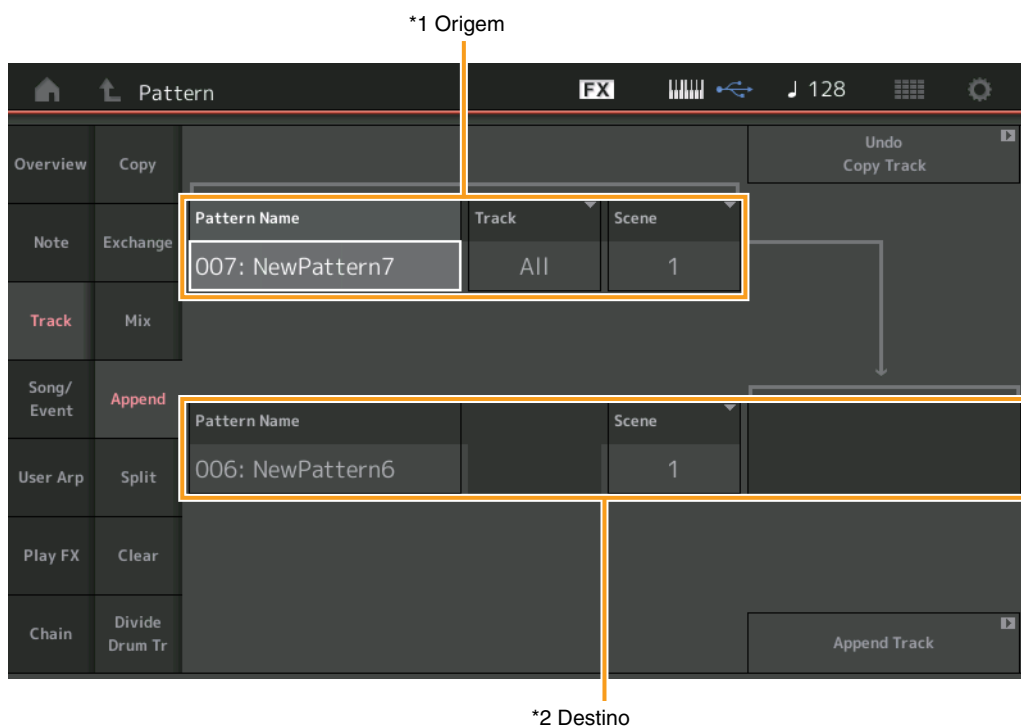 *1 Origem
Pattern
FX
♩ 128
Overview
Copy
Undo
Copy Track
Note
Exchange
Pattern Name
Track
Scene
007: NewPattern7
All
1
Track
Mix
Song/
Event
Append
Pattern Name
Scene
006: NewPattern6
1
User Arp
Split
Play FX
Clear
Chain
Divide
Drum Tr
Append Track
*2 Destino